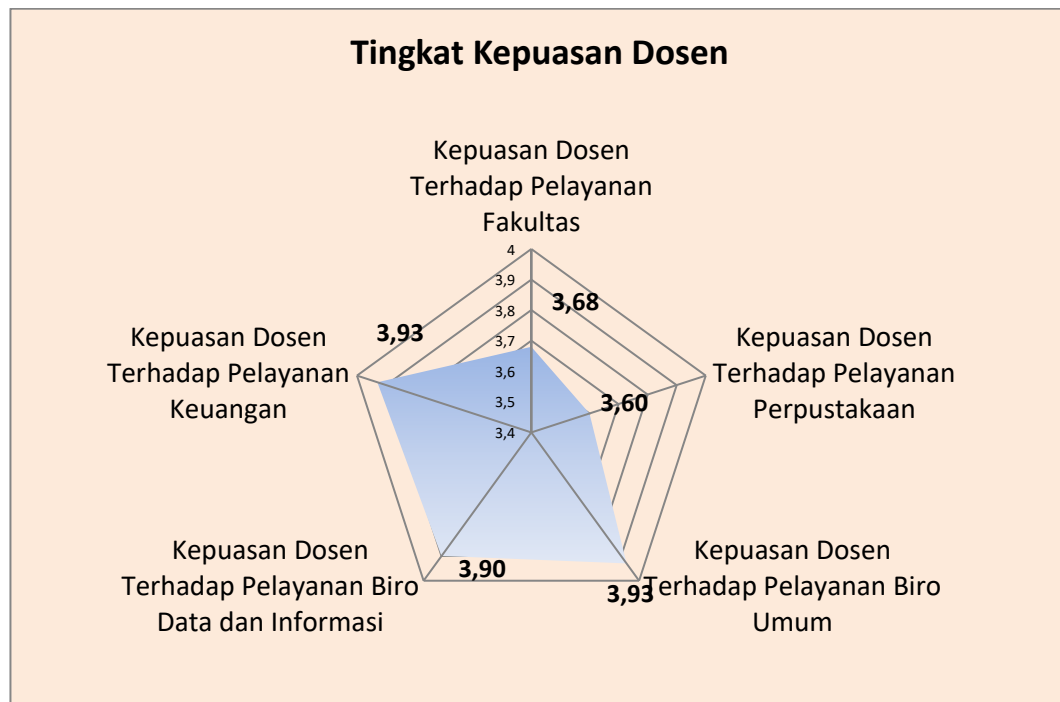 Tingkat Kepuasan Dosen
Kepuasan Dosen
Terhadap Pelayanan
Fakultas
4
3,9
3,8
3,7
3,6
3,5
3,4
3,68
Kepuasan Dosen
Terhadap Pelayanan
Perpustakaan
3,60
Kepuasan Dosen
Terhadap Pelayanan Biro
Umum
3,93
Kepuasan Dosen
Terhadap Pelayanan Biro
Data dan Informasi
3,90
Kepuasan Dosen
Terhadap Pelayanan
Keuangan
3,93